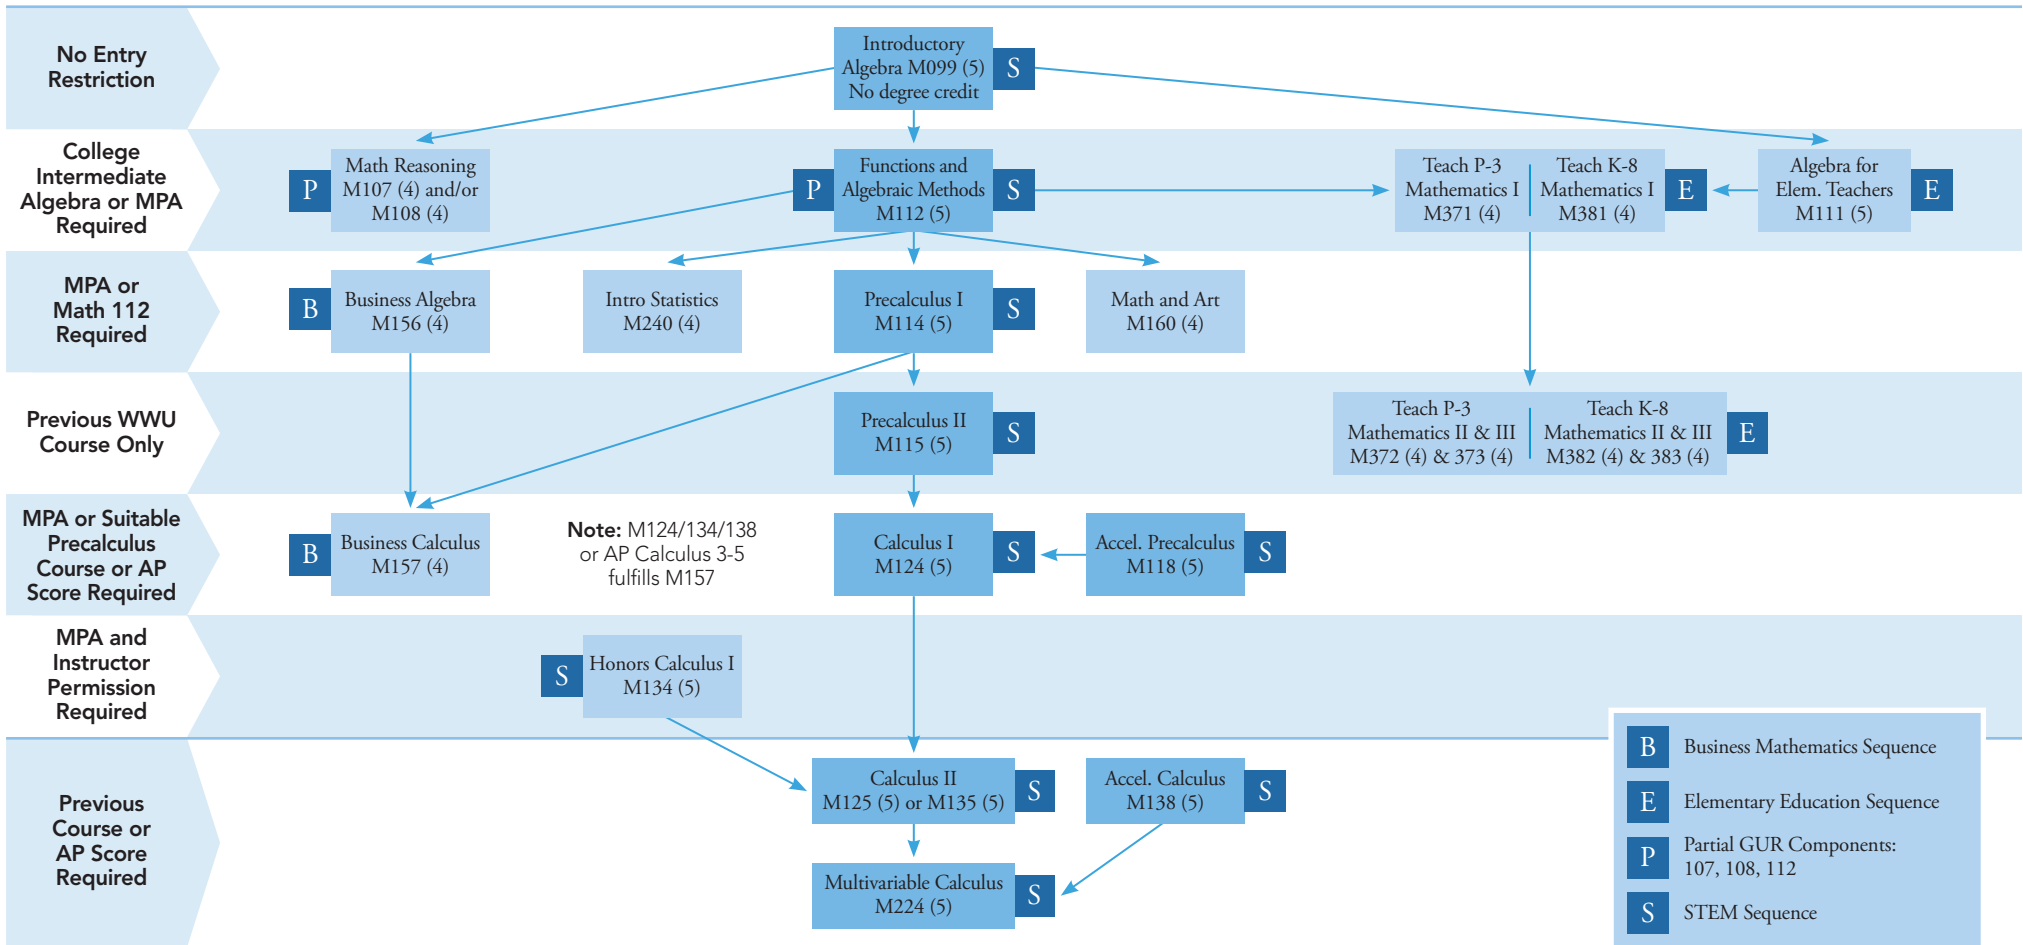 No Entry
Restriction
Introductory
Algebra M099 (5)
No degree credit
S
College
Intermediate
Algebra or MPA
Required
P
Math Reasoning
M107 (4) and/or
M108 (4)
P
Functions and
Algebraic Methods
M112 (5)
S
Teach P-3
Mathematics I
M371 (4)
Teach K-8
Mathematics I
M381 (4)
E
Algebra for
Elem. Teachers
M111 (5)
E
MPA or
Math 112
Required
B
Business Algebra
M156 (4)
Intro Statistics
M240 (4)
Precalculus I
M114 (5)
S
Math and Art
M160 (4)
Previous WWU
Course Only
Precalculus II
M115 (5)
S
Teach P-3
Mathematics II & III
M372 (4) & 373 (4)
Teach K-8
Mathematics II & III
M382 (4) & 383 (4)
E
MPA or Suitable
Precalculus
Course or AP
Score Required
B
Business Calculus
M157 (4)
Note: M124/134/138
or AP Calculus 3-5
fulfills M157
Calculus I
M124 (5)
S
Accel. Precalculus
M118 (5)
S
MPA and
Instructor
Permission
Required
S
Honors Calculus I
M134 (5)
Previous
Course or
AP Score
Required
Calculus II
M125 (5) or M135 (5)
S
Accel. Calculus
M138 (5)
S
Multivariable Calculus
M224 (5)
S
B Business Mathematics Sequence
E Elementary Education Sequence
P Partial GUR Components:
107, 108, 112
S STEM Sequence